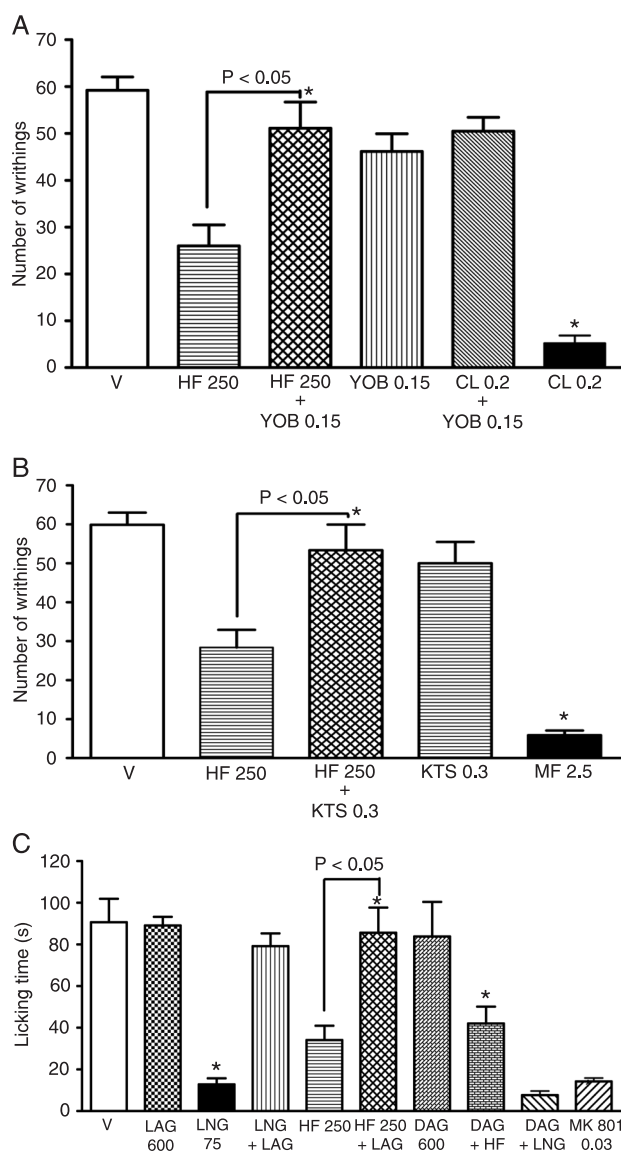 A
70
60
50
40
30
20
10
0
Number of writhings
P < 0.05
*
*
V
HF 250
HF 250
+
YOB 0.15
YOB 0.15
CL 0.2
+
YOB 0.15
CL 0.2
B
70
60
50
40
30
20
10
0
Number of writhings
P < 0.05
*
*
V
HF 250
HF 250
+
KTS 0.3
KTS 0.3
MF 2.5
C
120
100
80
60
40
20
0
Licking time (s)
P < 0.05
*
*
*
V
LAG
600
LNG
75
LNG
+ LAG
HF 250
HF 250
+ LAG
DAG
600
DAG
+ HF
DAG
+ LNG
MK 801
0.03